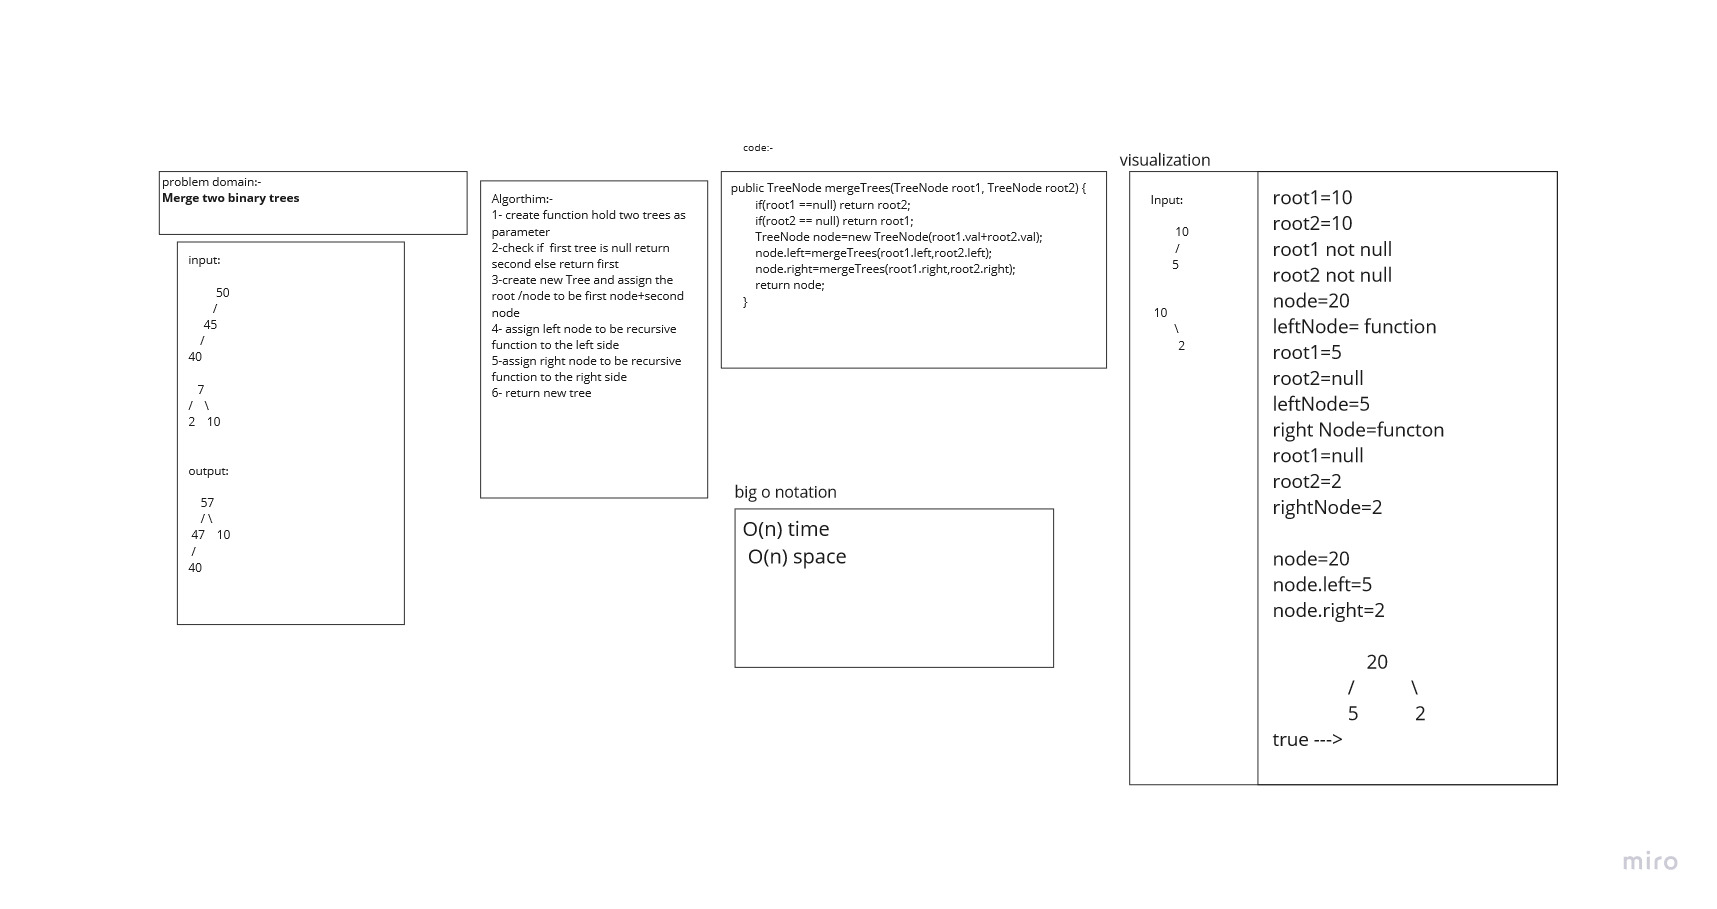 problem domain:-
Merge two binary trees
input:
50
/
45
/
40
7
/ \
2 10
output:
57
/ \
47 10
/
40
Algorthim:-
1- create function hold two trees as
parameter
2-check if first tree is null return
second else return first
3-create new Tree and assign the
root /node to be first node+second
node
4- assign left node to be recursive
function to the left side
5-assign right node to be recursive
function to the right side
6- return new tree
code:-
public TreeNode mergeTrees(TreeNode root1, TreeNode root2) {
if(root1 ==null) return root2;
if(root2 == null) return root1;
TreeNode node=new TreeNode(root1.val+root2.val);
node.left=mergeTrees(root1.left,root2.left);
node.right=mergeTrees(root1.right,root2.right);
return node;
}
big o notation
O(n) time
O(n) space
visualization
Input:
10
/
5
10
\
2
root1=10
root2=10
root1 not null
root2 not null
node=20
leftNode= function
root1=5
root2=null
leftNode=5
right Node=functon
root1=null
root2=2
rightNode=2
node=20
node.left=5
node.right=2
20
/ \
5 2
true --->
miro